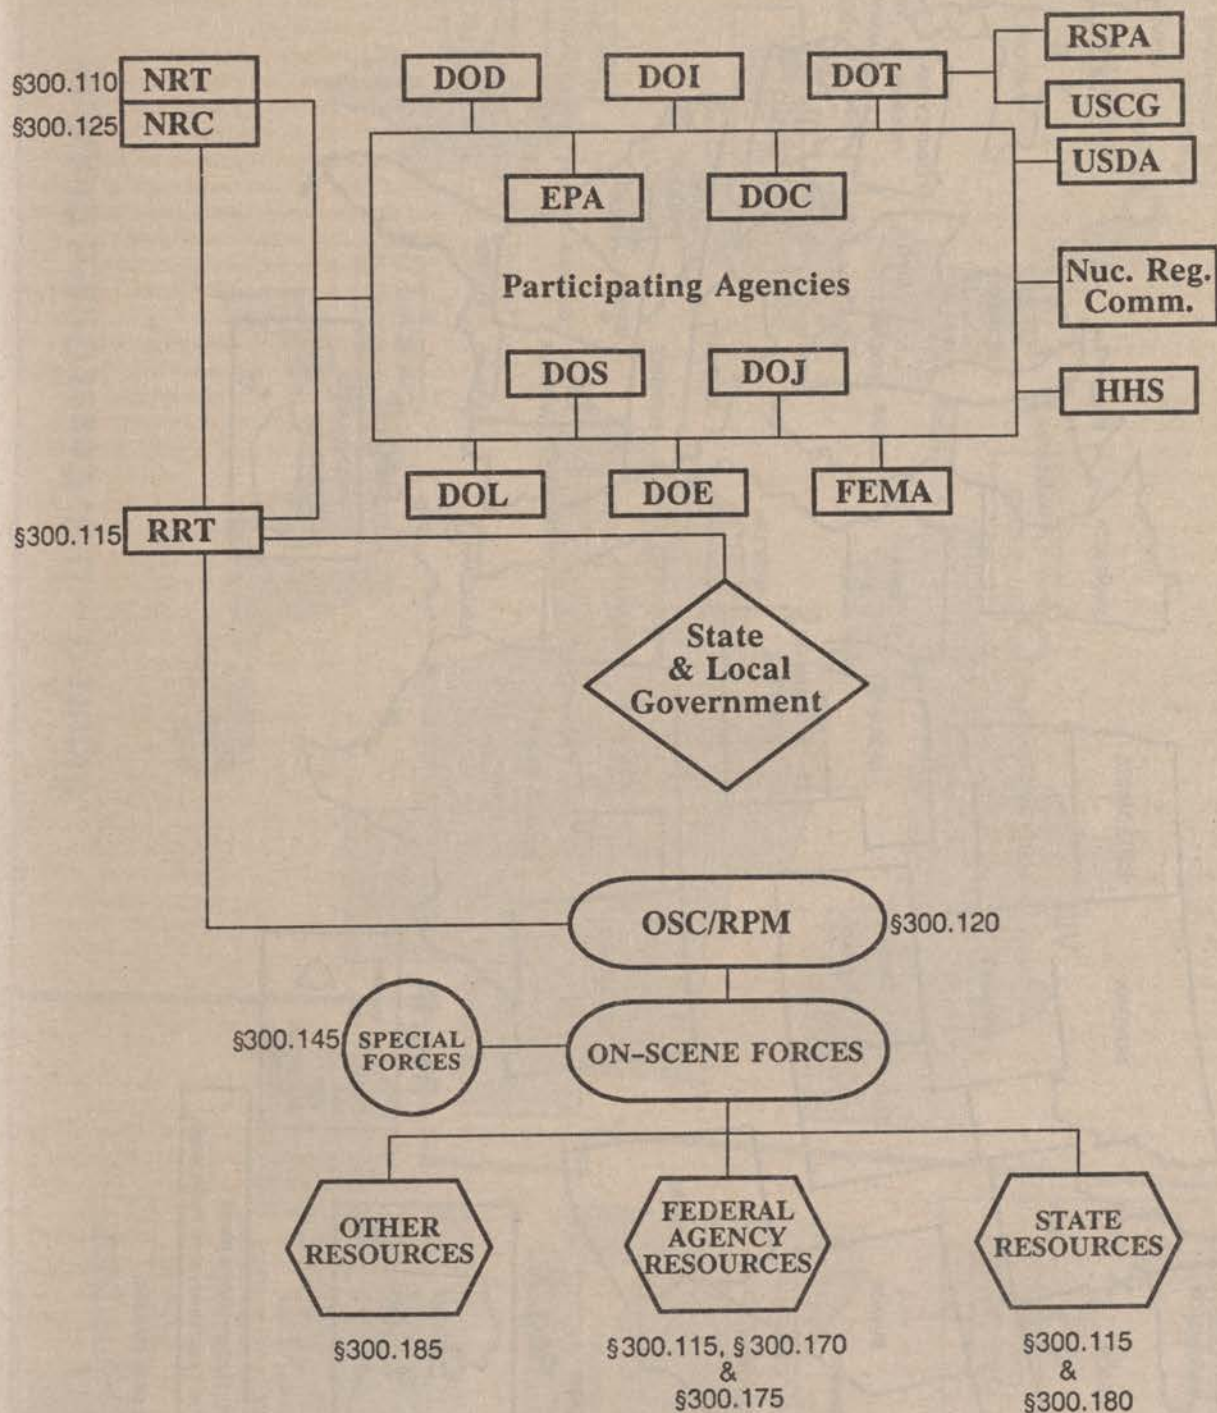 RSPA
§300.110 NRT DOD DOI DOT
§300.125 NRC USCG
USDA
EPA DOC
Participating Agencies Nuc. Reg.
Comm.
DOS DOJ HHS
DOL DOE FEMA
§300.115 RRT
State
& Local
Government
OSC/RPM §300.120
§300.145 SPECIAL
FORCES
ON-SCENE FORCES
OTHER
RESOURCES
FEDERAL
AGENCY
RESOURCES
STATE
RESOURCES
§300.185
§300.115, §300.170
&
§300.175
§300.115
&
§300.180